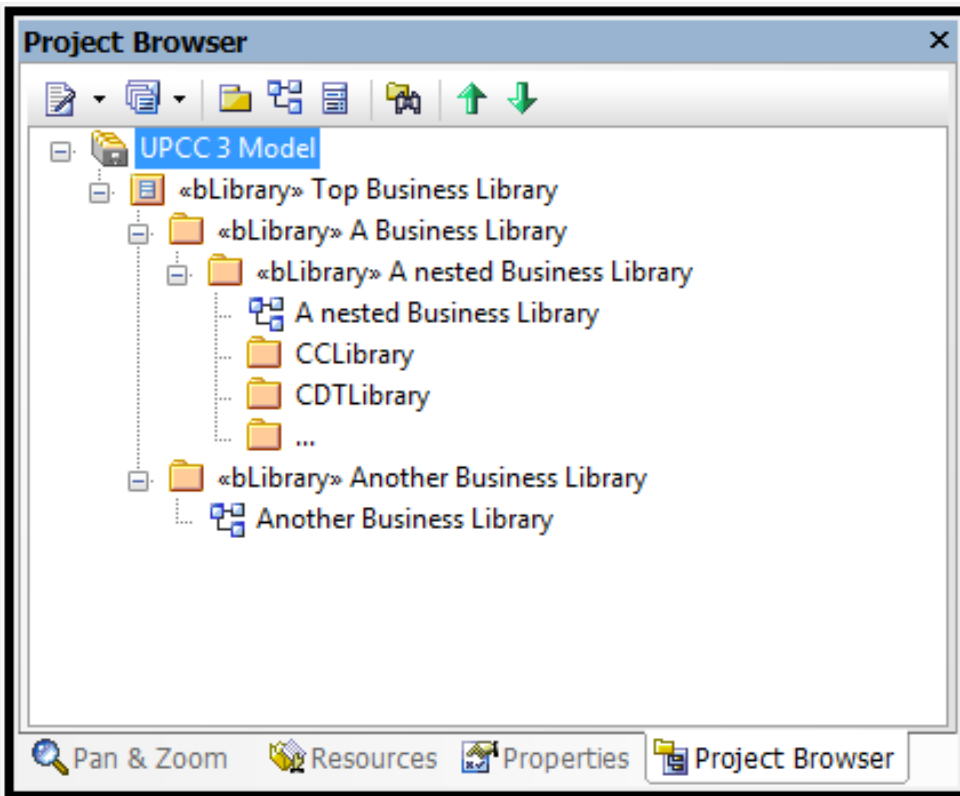 Project Browser
UPCC 3 Model
«bLibrary» Top Business Library
«bLibrary» A Business Library
«bLibrary» A nested Business Library
A nested Business Library
CCLibrary
CDTLibrary
...
«bLibrary» Another Business Library
Another Business Library
Pan & Zoom Resources Properties Project Browser